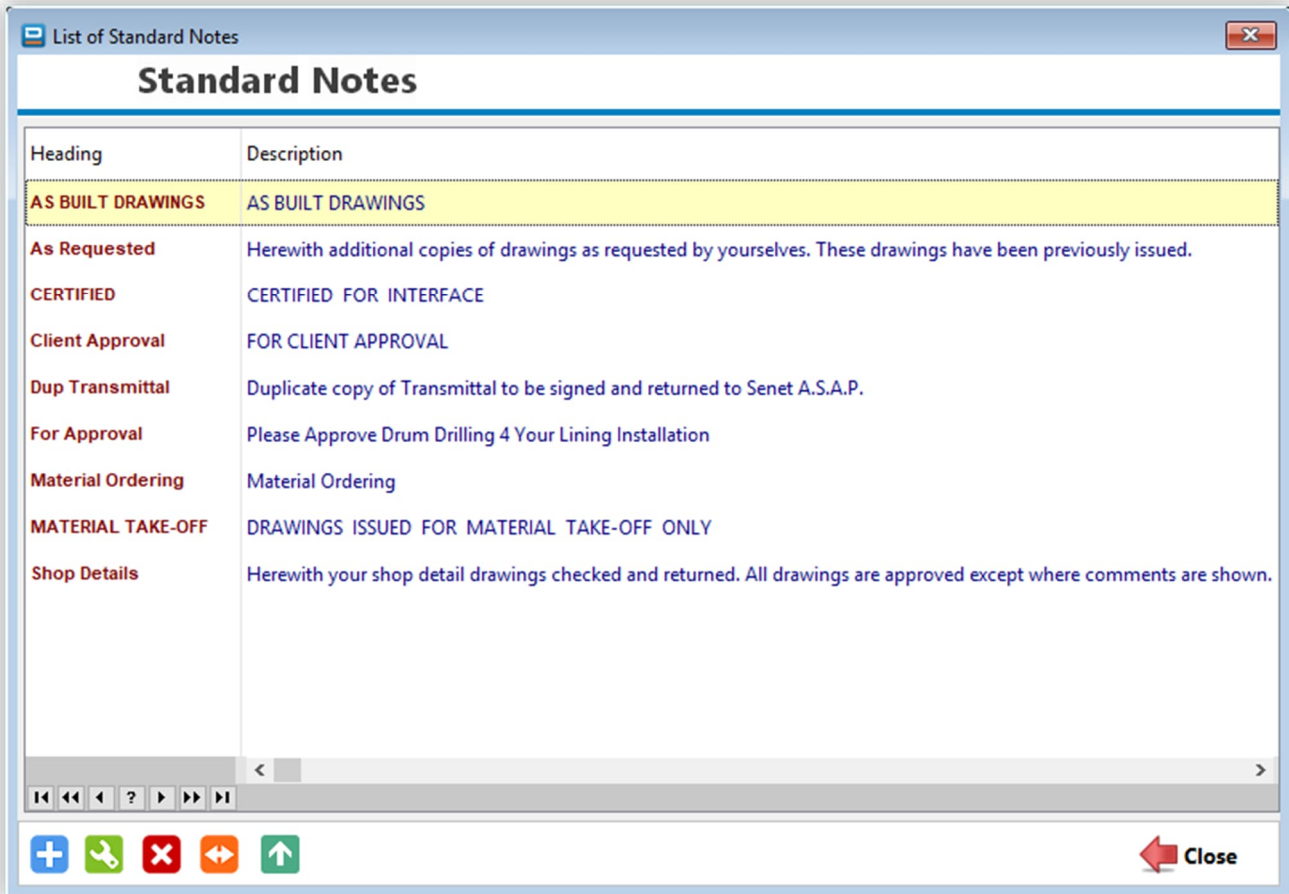 List of Standard Notes
Standard Notes
Heading Description
AS BUILT DRAWINGS AS BUILT DRAWINGS
As Requested Herewith additional copies of drawings as requested by yourselves. These drawings have been previously issued.
CERTIFIED CERTIFIED FOR INTERFACE
Client Approval FOR CLIENT APPROVAL
Dup Transmittal Duplicate copy of Transmittal to be signed and returned to Senet A.S.A.P.
For Approval Please Approve Drum Drilling 4 Your Lining Installation
Material Ordering Material Ordering
MATERIAL TAKE-OFF DRAWINGS ISSUED FOR MATERIAL TAKE-OFF ONLY
Shop Details Herewith your shop detail drawings checked and returned. All drawings are approved except where comments are shown.
?
Close